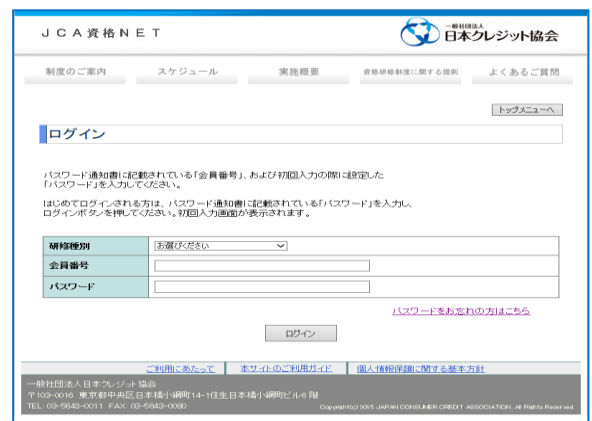 JCA資格NET
一般社団法人
日本クレジット協会
制度のご案内 スケジュール 実施概要 資格研修制度に関する規則 よくあるご質問
トップメニューへ
ログイン
パスワード通知書に記載されている「会員番号」、および初回入力の際に設定した
「パスワード」を入力してください。
はじめてログインされる方は、パスワード通知書に記載されている「パスワード」を入力し、
ログインボタンを押してください。初回入力画面が表示されます。
研修種別 お選びください
会員番号
パスワード
パスワードをお忘れの方はこちら
ログイン
ご利用にあたって 本サイトのご利用ガイド 個人情報保護に関する基本方針
一般社団法人日本クレジット協会
〒103-0016 東京都中央区日本橋小網町14-1住生日本橋小網町ビル6階
TEL: 03-5643-0011 FAX: 03-5643-0080
Copyright(c) 2015 JAPAN CONSUMER CREDIT ASSOCIATION. All Rights Reserved.